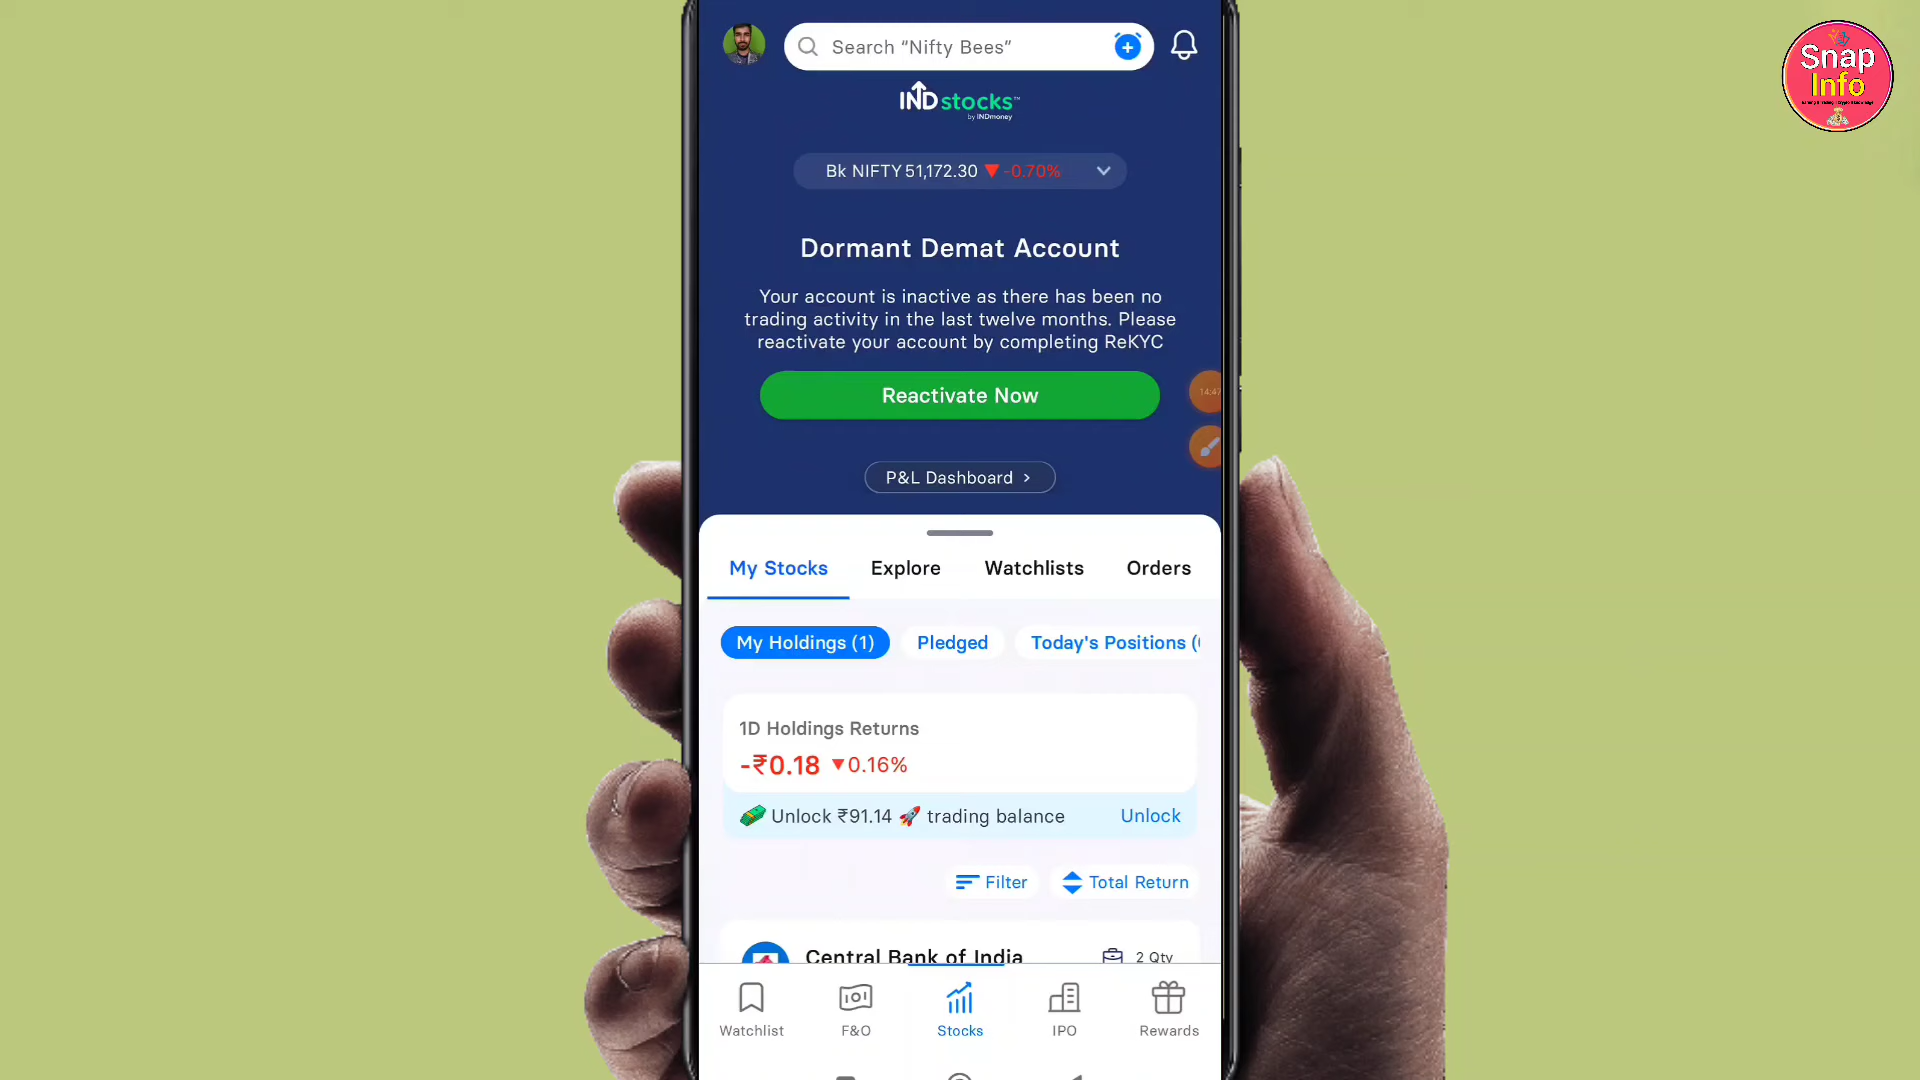 Search “Nifty Bees”
Snap
Info
INDstocks™
by INDmoney
Bk NIFTY 51,172.30 ▼ -0.70%
Dormant Demat Account
Your account is inactive as there has been no
trading activity in the last twelve months. Please
reactivate your account by completing ReKYC
Reactivate Now
14:47
P&L Dashboard >
My Stocks Explore Watchlists Orders
My Holdings (1) Pledged Today's Positions (
1D Holdings Returns
-₹0.18 ▼0.16%
Unlock ₹91.14 🚀 trading balance Unlock
Filter Total Return
Central Bank of India 2 Qty
Watchlist F&O Stocks IPO Rewards